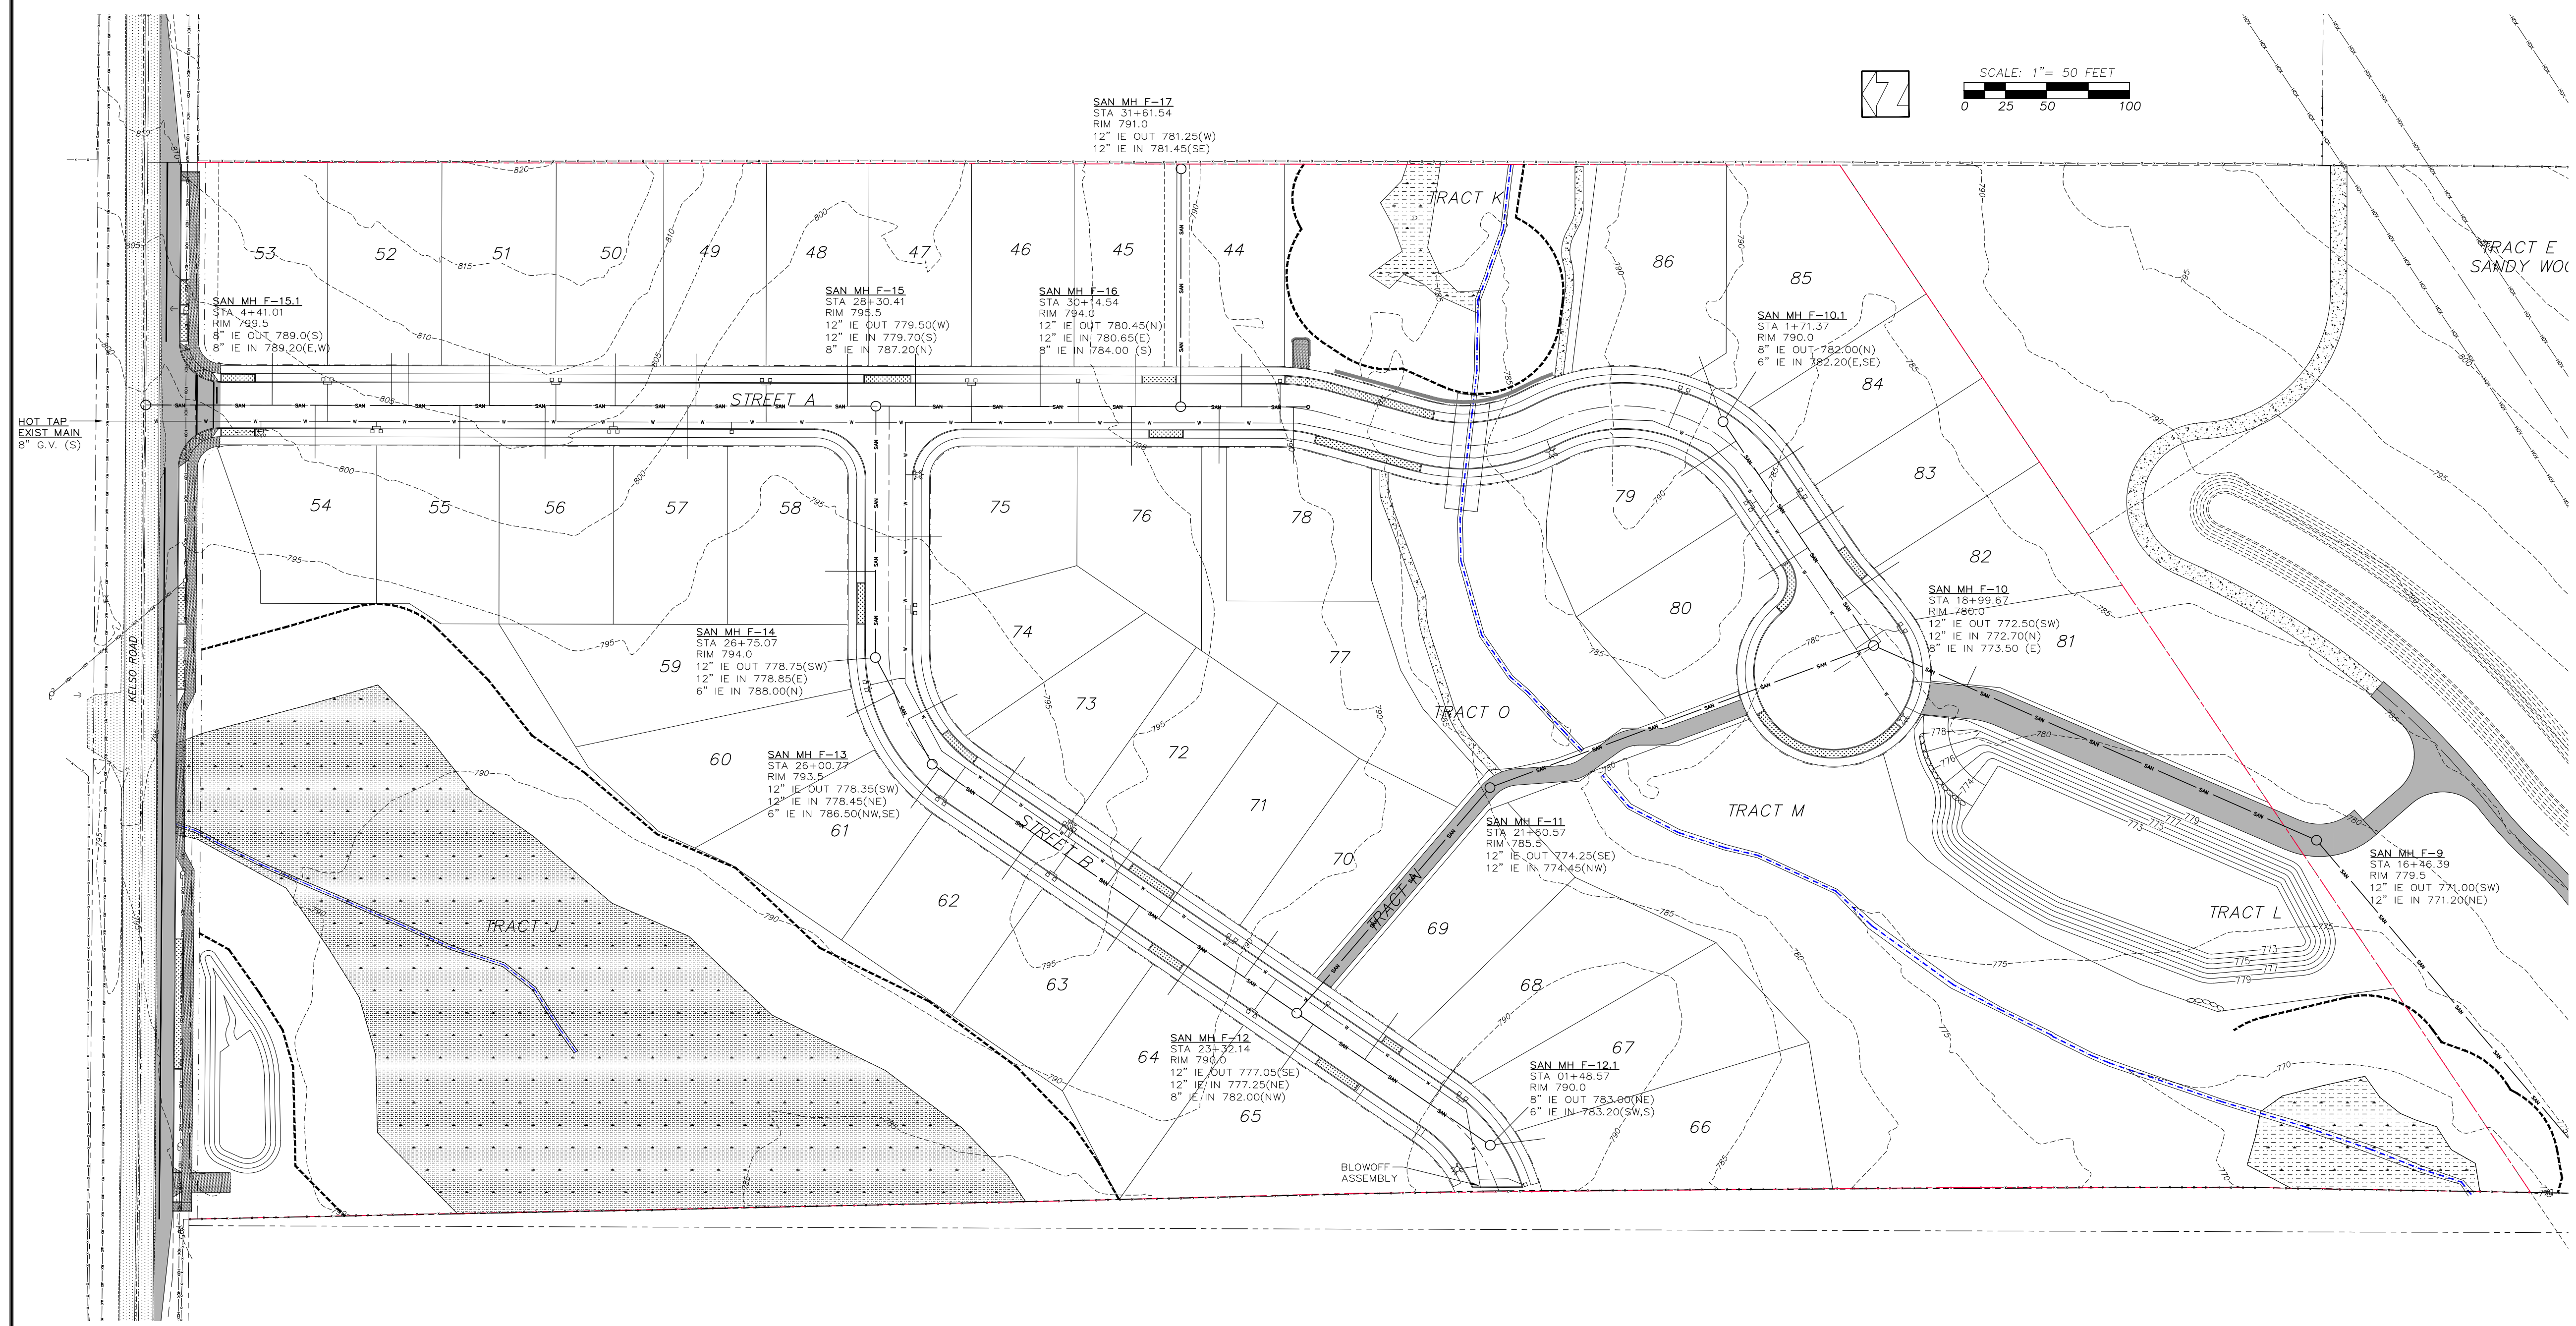 SCALE: 1"= 50 FEET
0 25 50 100
SAN MH F-17
STA 31+61.54
RIM 791.0
12" IE OUT 781.25(W)
12" IE IN 781.45(SE)
TRACT K
TRACT E
53
52
51
50
49
48
47
46
45
44
86
85
SAN MH F-15.1
STA 4+41.01
RIM 799.5
8" IE OUT 789.0(S)
8" IE IN 789.20(E,W)
SAN MH F-15
STA 28+30.41
RIM 795.5
12" IE OUT 779.50(W)
12" IE IN 779.70(S)
8" IE IN 787.20(N)
SAN MH F-16
STA 30+14.54
RIM 794.0
12" IE OUT 780.45(N)
12" IE IN 780.65(E)
8" IE IN 784.00 (S)
SAN MH F-10.1
STA 1+71.37
RIM 790.0
8" IE OUT 782.00(N)
6" IE IN 782.20(E,SE)
84
83
82
81
HOT TAP
EXIST MAIN
8" G.V. (S)
STREET A
54
55
56
57
58
75
76
78
79
80
SAN MH F-10
STA 18+99.67
RIM 780.0
12" IE OUT 772.50(SW)
12" IE IN 772.70(N)
8" IE IN 773.50 (E)
KELSO ROAD
59
SAN MH F-14
STA 26+75.07
RIM 794.0
12" IE OUT 778.75(SW)
12" IE IN 778.85(E)
6" IE IN 788.00(N)
74
73
77
TRACT O
72
60
SAN MH F-13
STA 26+00.77
RIM 793.5
12" IE OUT 778.35(SW)
12" IE IN 778.45(NE)
6" IE IN 786.50(NW,SE)
61
71
70
STREET B
TRACT N
SAN MH F-11
STA 21+60.57
RIM 785.5
12" IE OUT 774.25(SE)
12" IE IN 774.45(NW)
TRACT M
SAN MH F-9
STA 16+46.39
RIM 779.5
12" IE OUT 771.00(SW)
12" IE IN 771.20(NE)
TRACT L
TRACT J
62
63
69
68
67
66
64
65
SAN MH F-12
STA 23+32.14
RIM 790.0
12" IE OUT 777.05(SE)
12" IE IN 777.25(NE)
8" IE IN 782.00(NW)
SAN MH F-12.1
STA 01+48.57
RIM 790.0
8" IE OUT 783.00(NE)
6" IE IN 783.20(SW,S)
BLOWOFF
ASSEMBLY
810
805
800
795
790
820
815
785
780
778
776
774
773
775
777
779
770